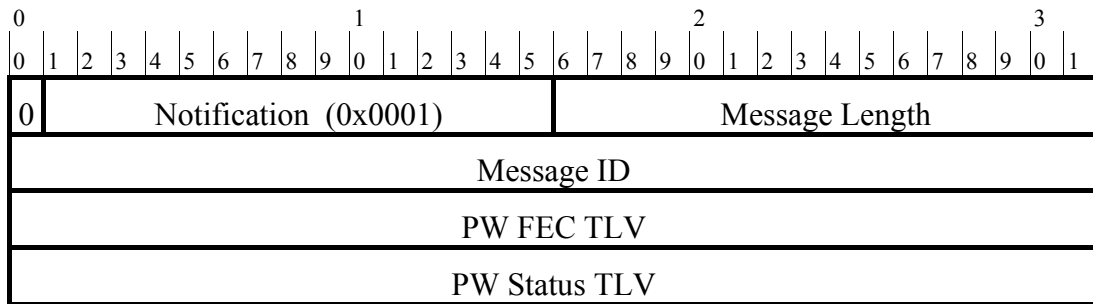 0 1 2 3
0 1 2 3 4 5 6 7 8 9 0 1 2 3 4 5 6 7 8 9 0 1 2 3 4 5 6 7 8 9 0 1
0 Notification (0x0001) Message Length
Message ID
PW FEC TLV
PW Status TLV